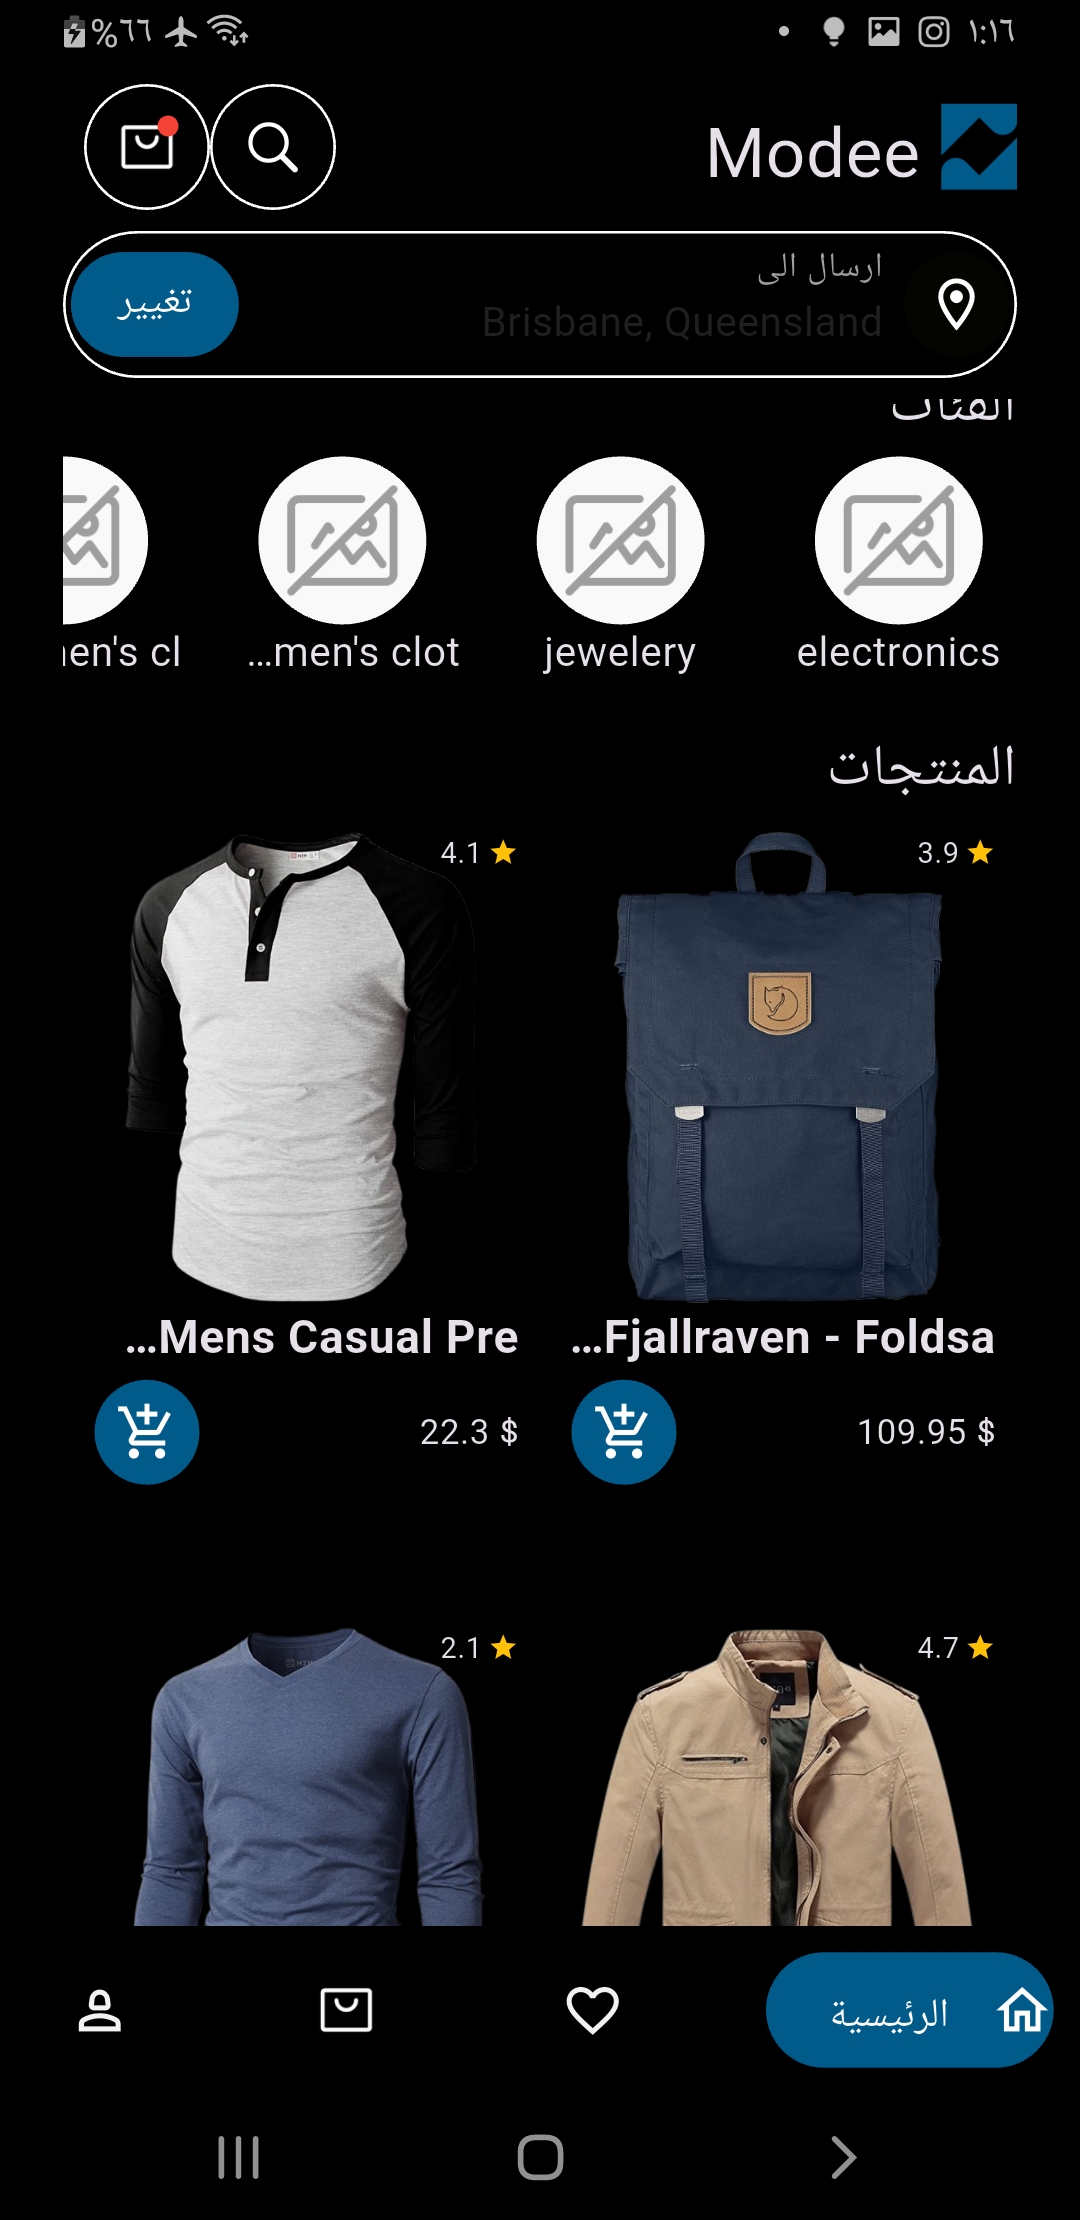 ١:١٦
%٦٦
Modee
ارسال الى
Brisbane, Queensland
تغيير
الفئات
electronics
jewelery
...men's clot
en's cl
المنتجات
3.9
4.1
...Fjallraven - Foldsa
...Mens Casual Pre
109.95 $
22.3 $
4.7
2.1
الرئيسية